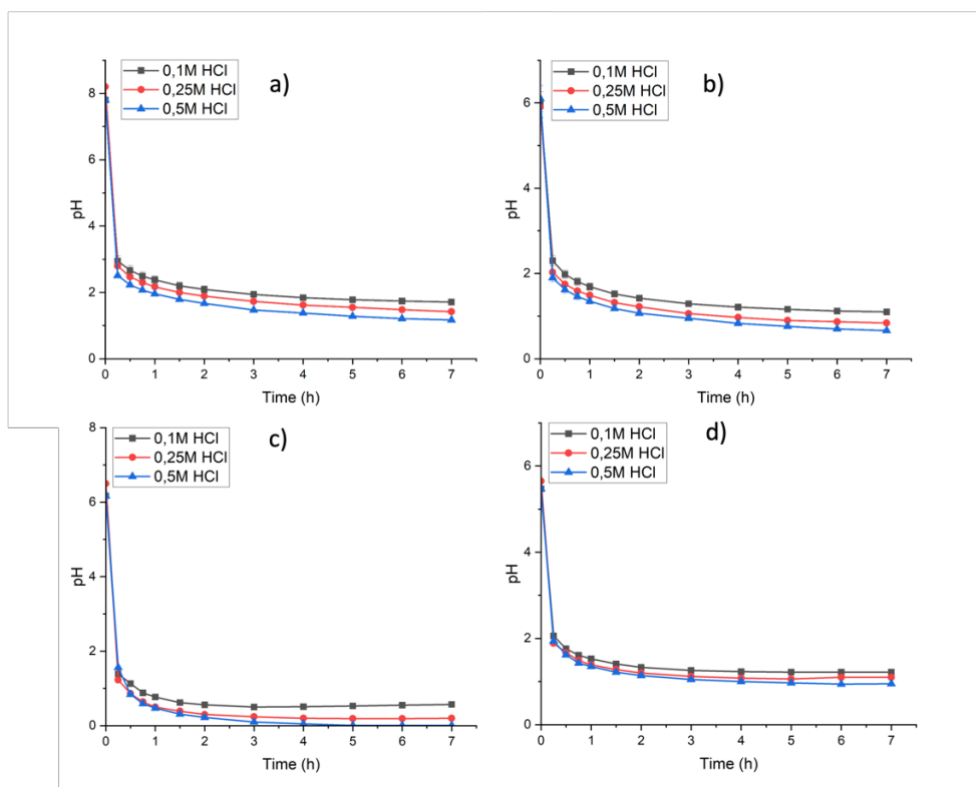 0,1M HCl
0,25M HCl
0,5M HCl
a)
8
6
4
2
0
pH
0 1 2 3 4 5 6 7
Time (h)
0,1M HCl
0,25M HCl
0,5M HCl
b)
6
4
2
0
pH
0 1 2 3 4 5 6 7
Time (h)
0,1M HCl
0,25M HCl
0,5M HCl
c)
8
6
4
2
0
pH
0 1 2 3 4 5 6 7
Time (h)
0,1M HCl
0,25M HCl
0,5M HCl
d)
6
4
2
0
pH
0 1 2 3 4 5 6 7
Time (h)